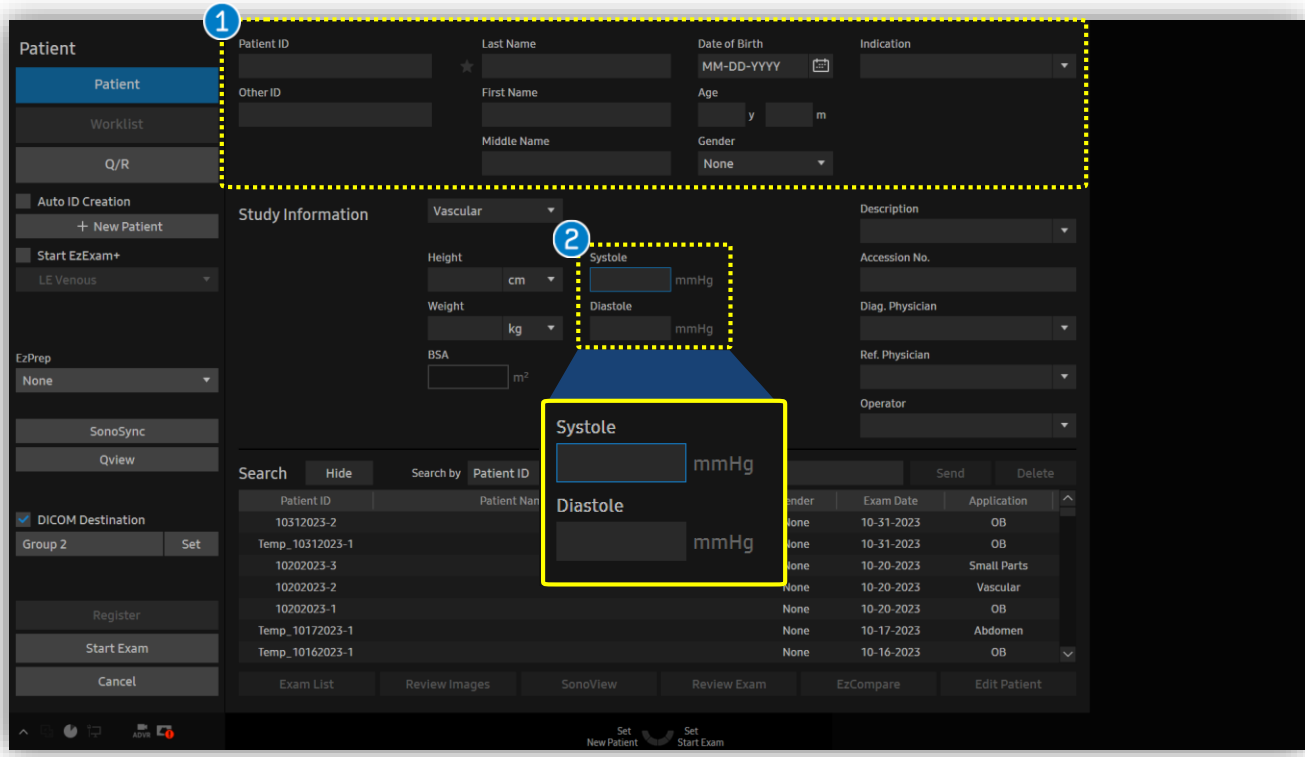 1
Patient
Patient
Worklist
Q/R
Auto ID Creation
+ New Patient
Start EzExam+
LE Venous
EzPrep
None
SonoSync
Qview
DICOM Destination
Group 2 Set
Register
Start Exam
Cancel
ADVR
Patient ID Last Name Date of Birth Indication
MM-DD-YYYY
Other ID First Name Age
y m
Middle Name Gender
None
Study Information Vascular Description
2
Height Systole Accession No.
cm mmHg
Weight Diastole Diag. Physician
kg mmHg
BSA Ref. Physician
m²
Operator
Systole
mmHg
Diastole
mmHg
Search Hide Search by Patient ID Send Delete
Patient ID Patient Nam ender Exam Date Application
10312023-2 None 10-31-2023 OB
Temp_10312023-1 None 10-31-2023 OB
10202023-3 None 10-20-2023 Small Parts
10202023-2 None 10-20-2023 Vascular
10202023-1 None 10-20-2023 OB
Temp_10172023-1 None 10-17-2023 Abdomen
Temp_10162023-1 None 10-16-2023 OB
Exam List Review Images SonoView Review Exam EzCompare Edit Patient
Set Set
New Patient Start Exam